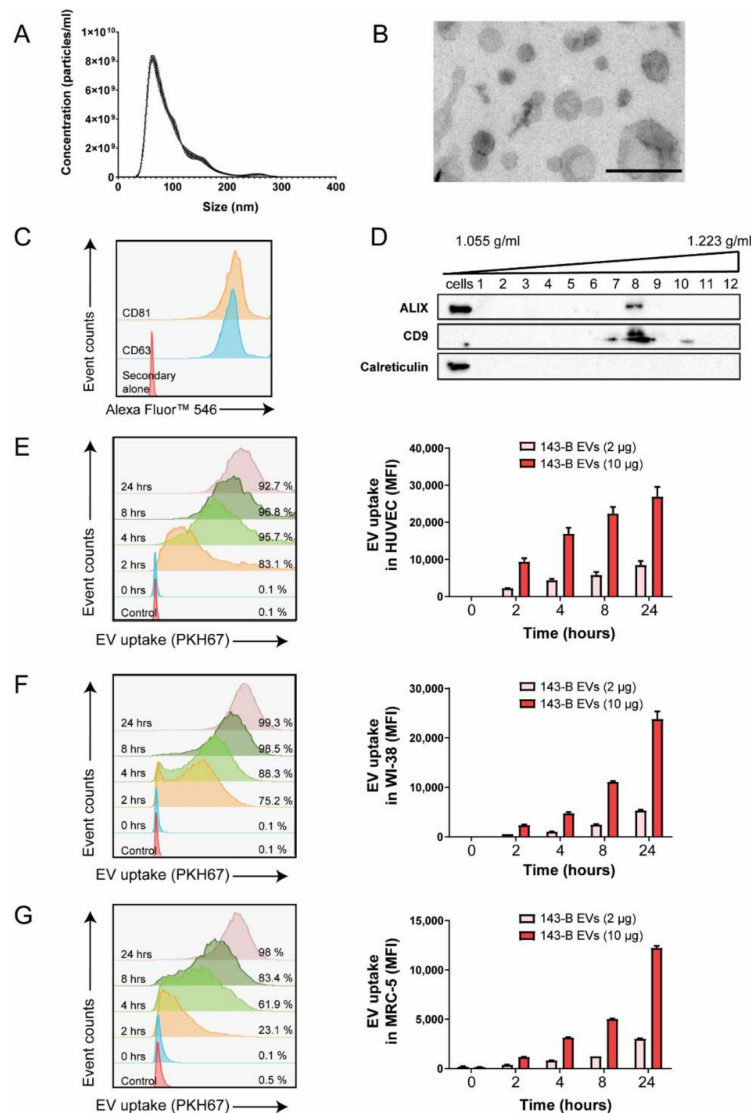 A
Concentration (particles/ml)
1×10¹⁰
8×10⁹
6×10⁹
4×10⁹
2×10⁹
0
0 100 200 300 400
Size (nm)
B
C
Event counts
CD81
CD63
Secondary
alone
Alexa Fluor™ 546
D
1.055 g/ml 1.223 g/ml
cells 1 2 3 4 5 6 7 8 9 10 11 12
ALIX
CD9
Calreticulin
E
Event counts
24 hrs 92.7 %
8 hrs 96.8 %
4 hrs 95.7 %
2 hrs 83.1 %
0 hrs 0.1 %
Control 0.1 %
EV uptake (PKH67)
EV uptake
in HUVEC (MFI)
143-B EVs (2 µg)
143-B EVs (10 µg)
40,000
30,000
20,000
10,000
0
0 2 4 8 24
Time (hours)
F
Event counts
24 hrs 99.3 %
8 hrs 98.5 %
4 hrs 88.3 %
2 hrs 75.2 %
0 hrs 0.1 %
Control 0.1 %
EV uptake (PKH67)
EV uptake
in WI-38 (MFI)
143-B EVs (2 µg)
143-B EVs (10 µg)
30,000
20,000
10,000
0
0 2 4 8 24
Time (hours)
G
Event counts
24 hrs 98 %
8 hrs 83.4 %
4 hrs 61.9 %
2 hrs 23.1 %
0 hrs 0.1 %
Control 0.5 %
EV uptake (PKH67)
EV uptake
in MRC-5 (MFI)
143-B EVs (2 µg)
143-B EVs (10 µg)
15,000
10,000
5,000
0
0 2 4 8 24
Time (hours)